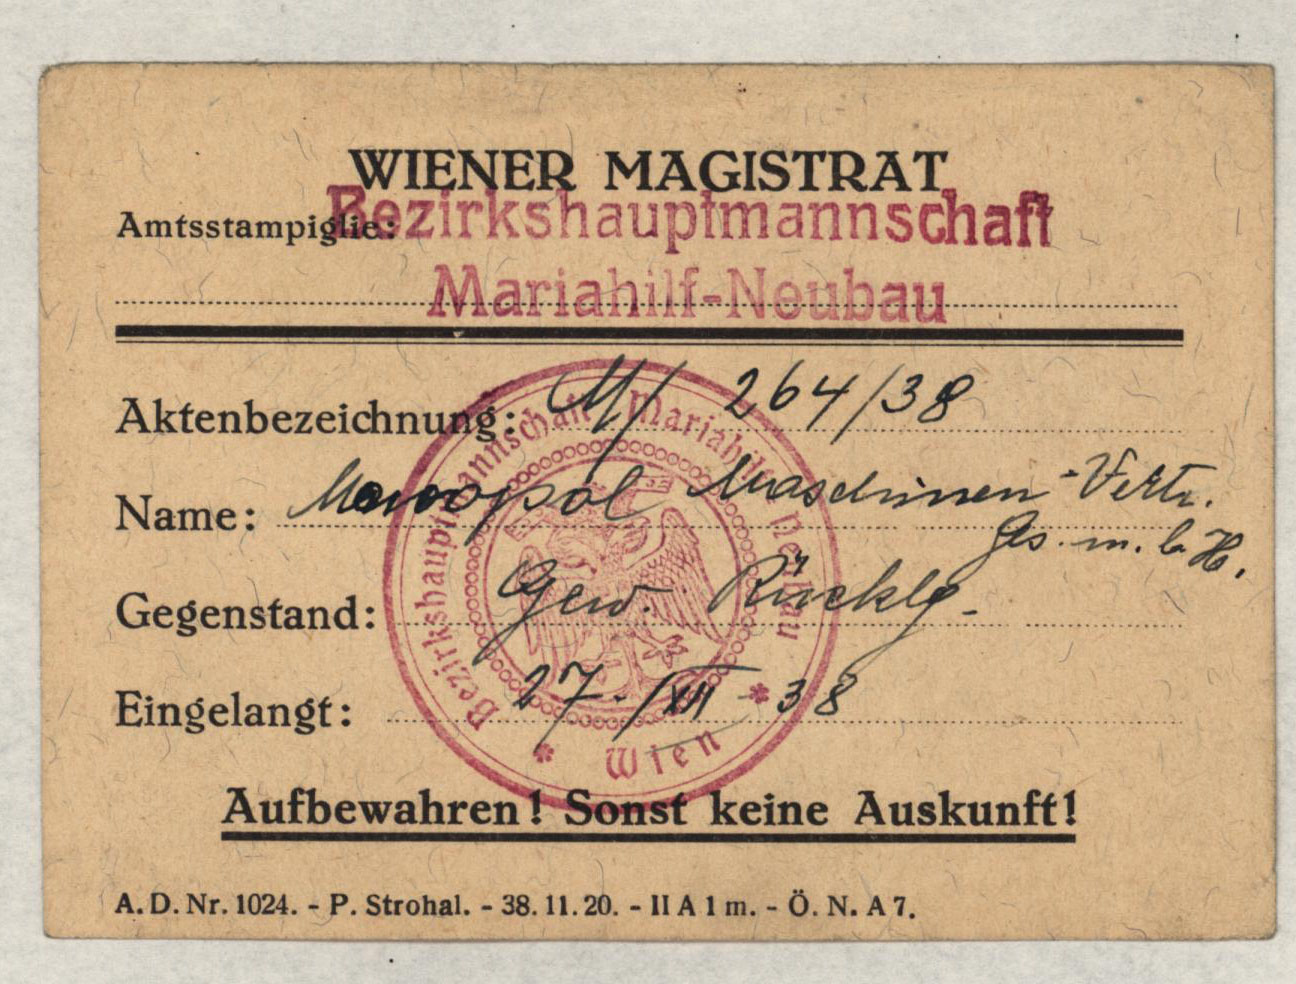 WIENER MAGISTRAT
Amtsstampiglie: Bezirkshauptmannschaft
Mariahilf-Neubau
Aktenbezeichnung: M/ 264/38
Name: Monopol Maschinen-Vertr.
Ges. m. b. H.
Gegenstand: Gew. Rücklg.
Eingelangt: 27. /XII 38
Bezirkshauptmannschaft Mariahilf Neubau
* Wien *
Aufbewahren! Sonst keine Auskunft!
A. D. Nr. 1024. - P. Strohal. - 38. 11. 20. - II A 1 m. - Ö. N. A 7.